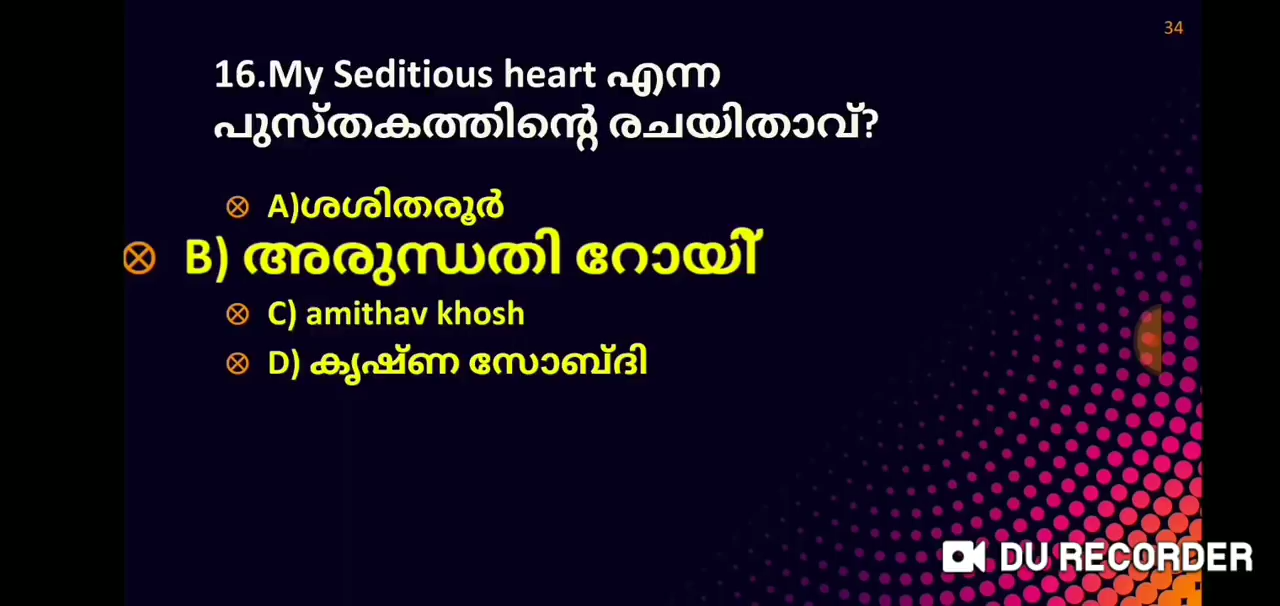 34
16.My Seditious heart എന്ന
പുസ്തകത്തിന്റെ രചയിതാവ്?
A)ശശിതരൂർ
B) അരുന്ധതി റോയി്
C) amithav khosh
D) കൃഷ്ണ സോബ്ദി
DU RECORDER